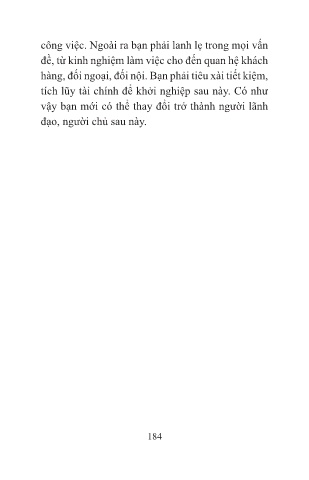 công việc. Ngoài ra bạn phải lanh lẹ trong mọi vấn
đề, từ kinh nghiệm làm việc cho đến quan hệ khách
hàng, đối ngoại, đối nội. Bạn phải tiêu xài tiết kiệm,
tích lũy tài chính để khởi nghiệp sau này. Có như
vậy bạn mới có thể thay đổi trở thành người lãnh
đạo, người chủ sau này.
184